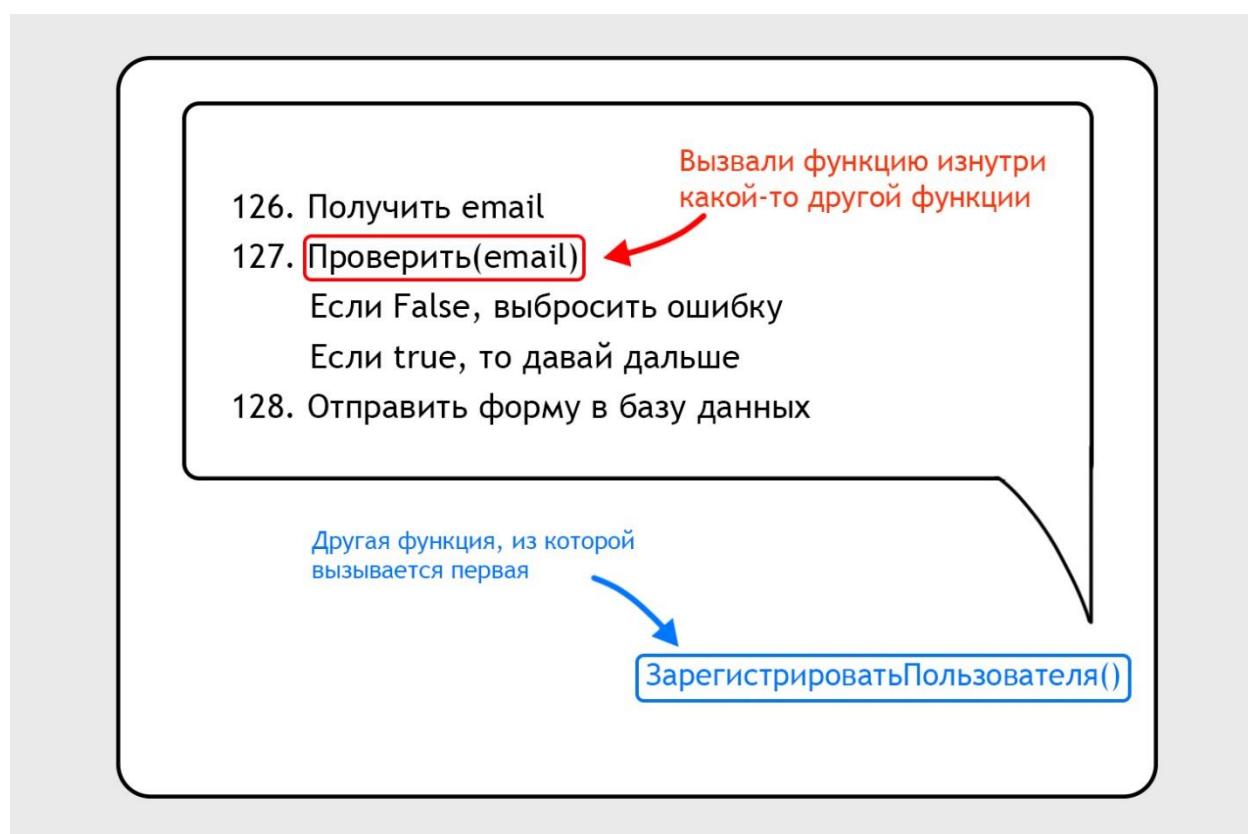 Вызвали функцию изнутри
какой-то другой функции
126. Получить email
127. Проверить(email)
Если False, выбросить ошибку
Если true, то давай дальше
128. Отправить форму в базу данных
Другая функция, из которой
вызывается первая
ЗарегистрироватьПользователя()